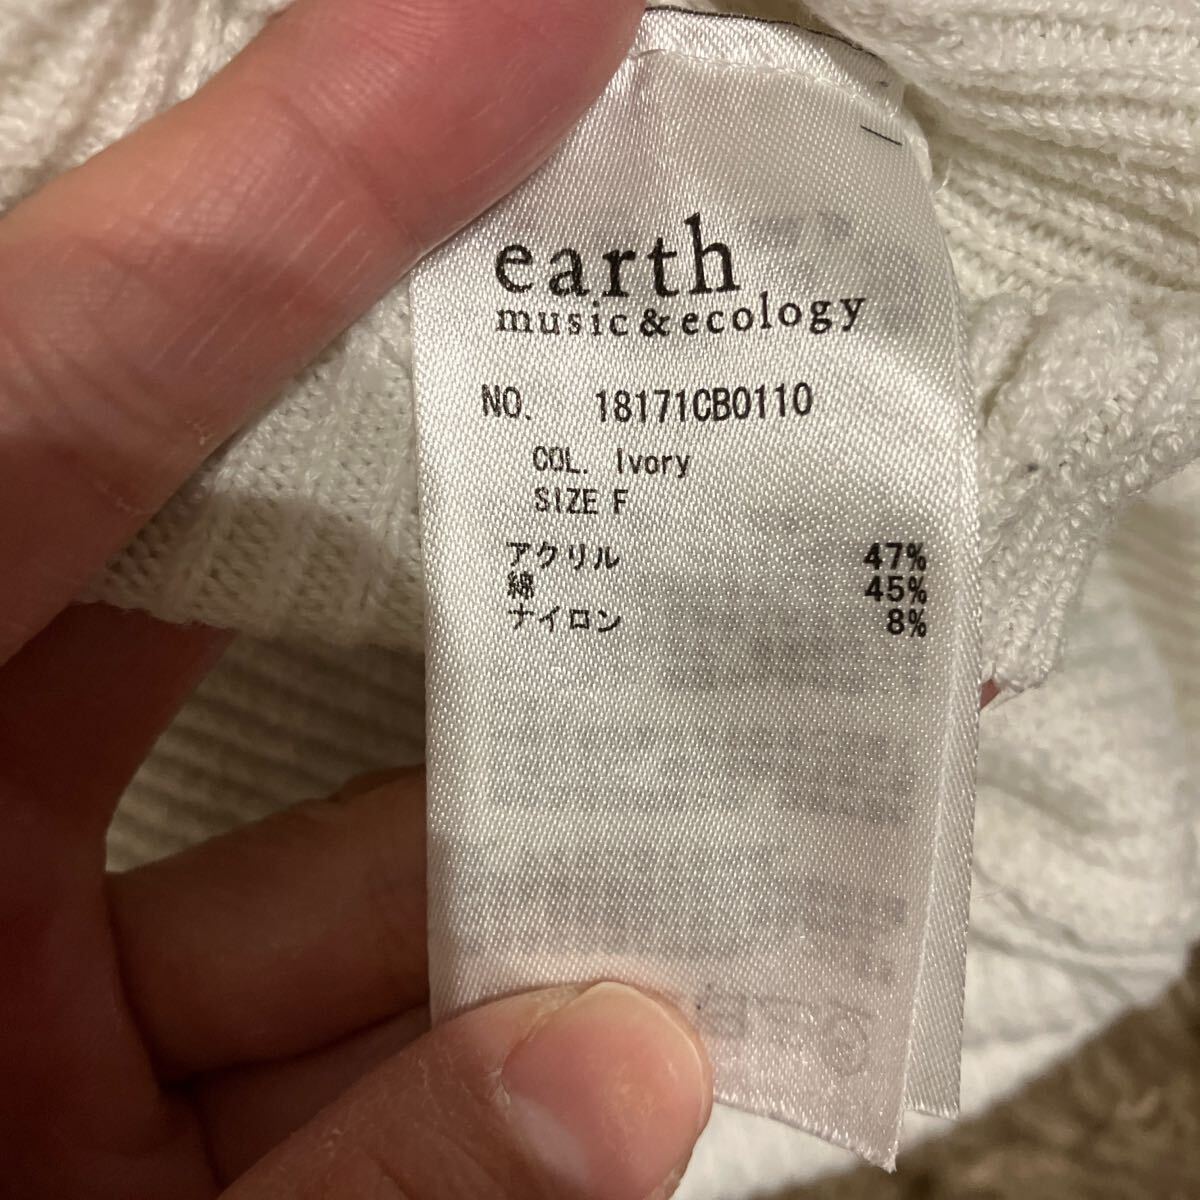 earth
music & ecology
NO. 18171CB0110
COL. Ivory
SIZE F
アクリル 47%
綿 45%
ナイロン 8%